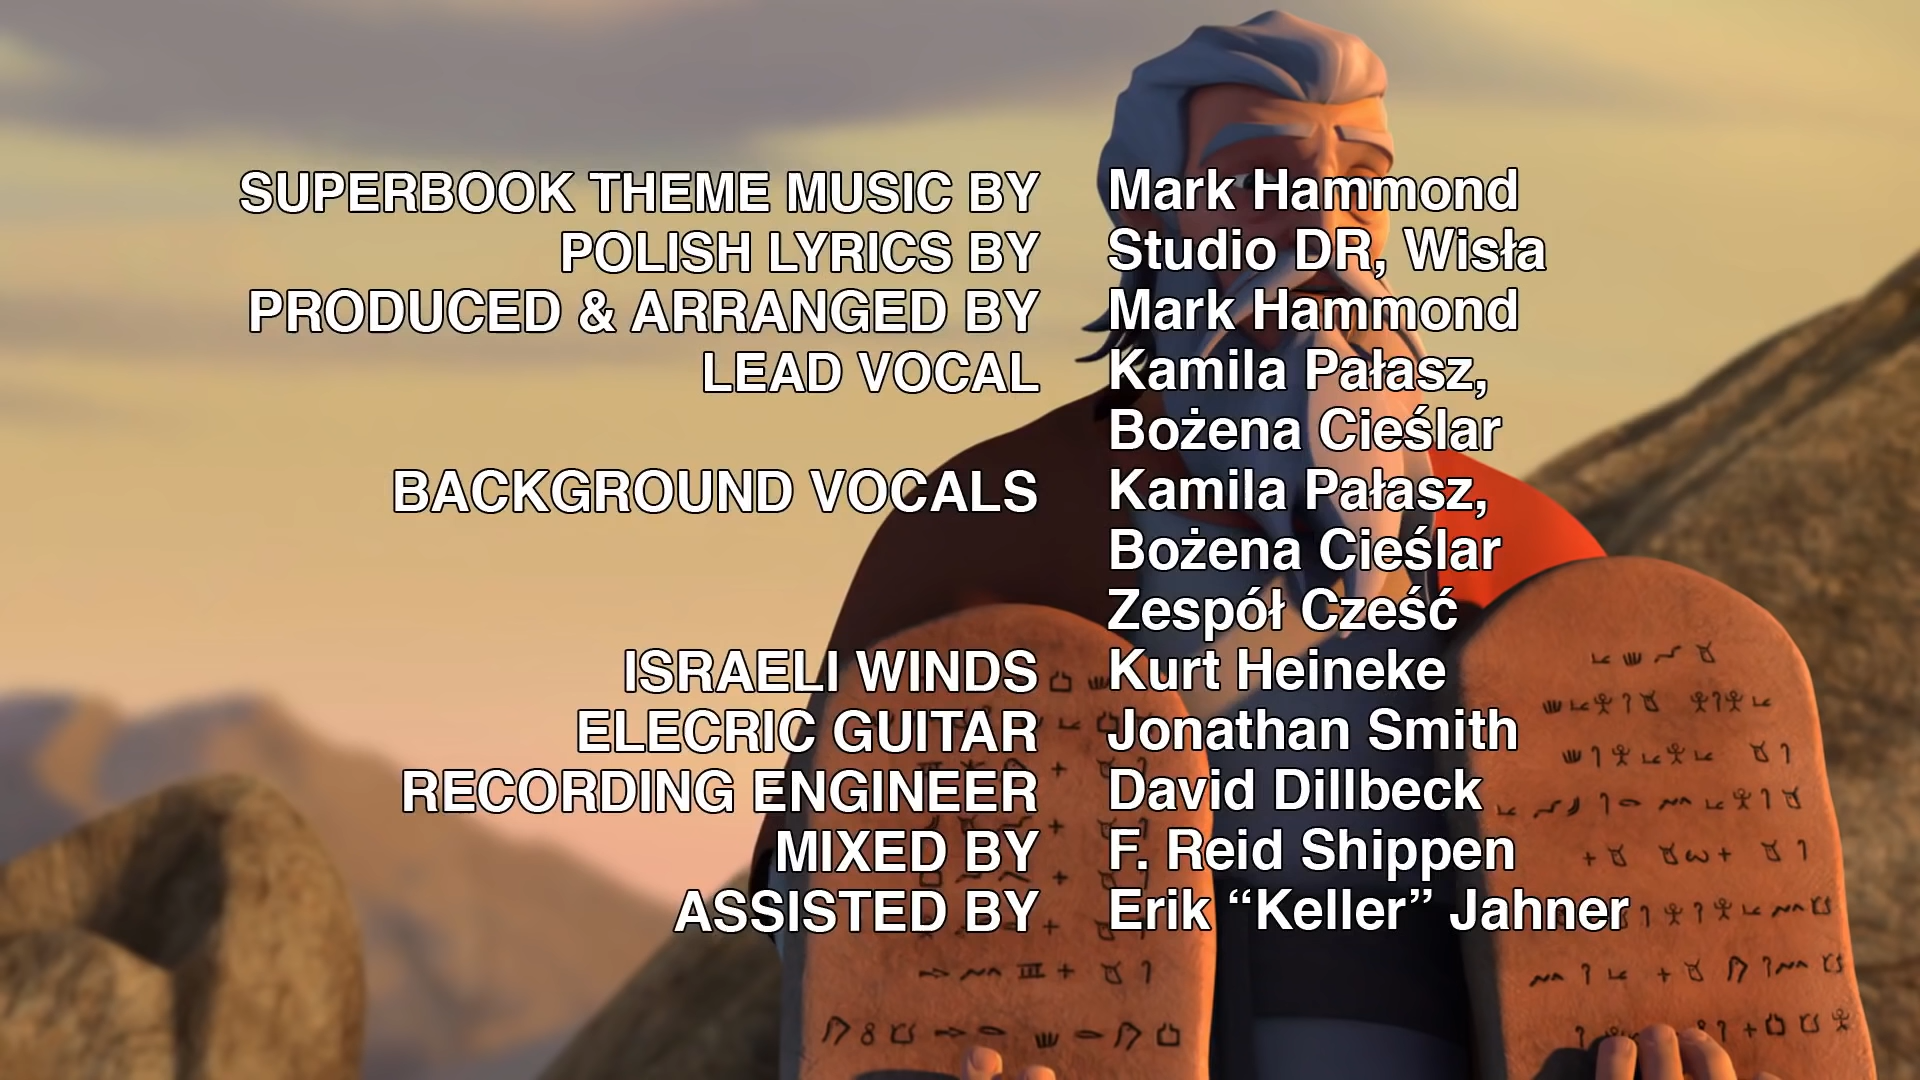 SUPERBOOK THEME MUSIC BY Mark Hammond
POLISH LYRICS BY Studio DR, Wisła
PRODUCED & ARRANGED BY Mark Hammond
LEAD VOCAL Kamila Pałasz,
Bożena Cieślar
BACKGROUND VOCALS Kamila Pałasz,
Bożena Cieślar
Zespół Cześć
ISRAELI WINDS Kurt Heineke
ELECRIC GUITAR Jonathan Smith
RECORDING ENGINEER David Dillbeck
MIXED BY F. Reid Shippen
ASSISTED BY Erik “Keller” Jahner